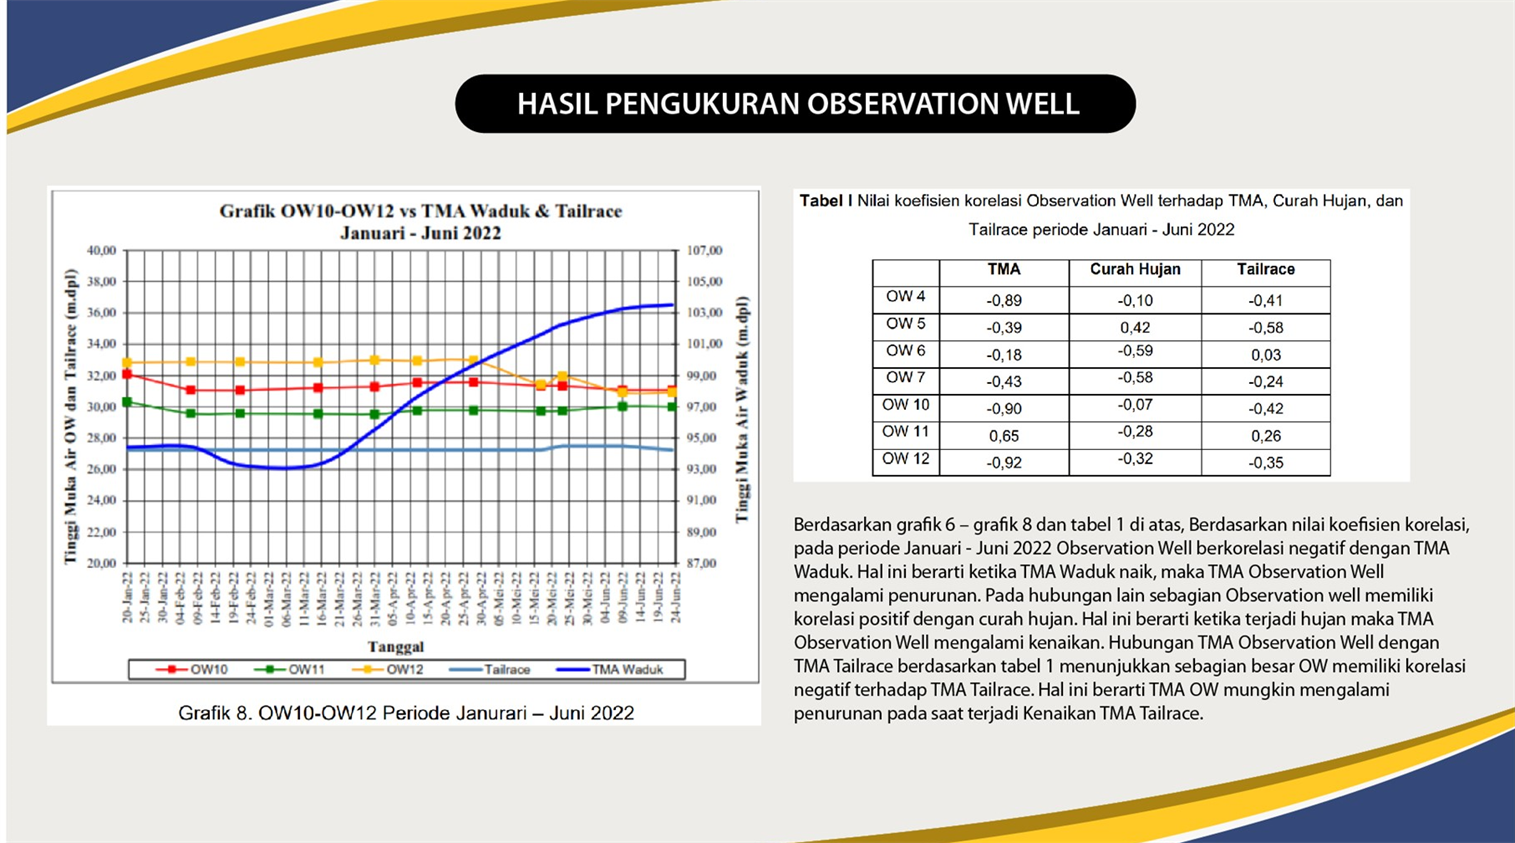 HASIL PENGUKURAN OBSERVATION WELL
Grafik OW10-OW12 vs TMA Waduk & Tailrace
Januari - Juni 2022
Tinggi Muka Air OW dan Tailrace (m.dpl)
40,00
38,00
36,00
34,00
32,00
30,00
28,00
26,00
24,00
22,00
20,00
107,00
105,00
103,00
101,00
99,00
97,00
95,00
93,00
91,00
89,00
87,00
Tinggi Muka Air Waduk (m.dpl)
20-Jan-22
25-Jan-22
30-Jan-22
04-Feb-22
09-Feb-22
14-Feb-22
19-Feb-22
24-Feb-22
01-Mar-22
06-Mar-22
11-Mar-22
16-Mar-22
21-Mar-22
26-Mar-22
31-Mar-22
05-Apr-22
10-Apr-22
15-Apr-22
20-Apr-22
25-Apr-22
30-Apr-22
05-Mei-22
10-Mei-22
15-Mei-22
20-Mei-22
25-Mei-22
30-Mei-22
04-Jun-22
09-Jun-22
14-Jun-22
19-Jun-22
24-Jun-22
Tanggal
OW10 OW11 OW12 Tailrace TMA Waduk
Grafik 8. OW10-OW12 Periode Janurari – Juni 2022
Tabel I Nilai koefisien korelasi Observation Well terhadap TMA, Curah Hujan, dan
Tailrace periode Januari - Juni 2022
TMA Curah Hujan Tailrace
OW 4 -0,89 -0,10 -0,41
OW 5 -0,39 0,42 -0,58
OW 6 -0,18 -0,59 0,03
OW 7 -0,43 -0,58 -0,24
OW 10 -0,90 -0,07 -0,42
OW 11 0,65 -0,28 0,26
OW 12 -0,92 -0,32 -0,35
Berdasarkan grafik 6 – grafik 8 dan tabel 1 di atas, Berdasarkan nilai koefisien korelasi,
pada periode Januari - Juni 2022 Observation Well berkorelasi negatif dengan TMA
Waduk. Hal ini berarti ketika TMA Waduk naik, maka TMA Observation Well
mengalami penurunan. Pada hubungan lain sebagian Observation well memiliki
korelasi positif dengan curah hujan. Hal ini berarti ketika terjadi hujan maka TMA
Observation Well mengalami kenaikan. Hubungan TMA Observation Well dengan
TMA Tailrace berdasarkan tabel 1 menunjukkan sebagian besar OW memiliki korelasi
negatif terhadap TMA Tailrace. Hal ini berarti TMA OW mungkin mengalami
penurunan pada saat terjadi Kenaikan TMA Tailrace.